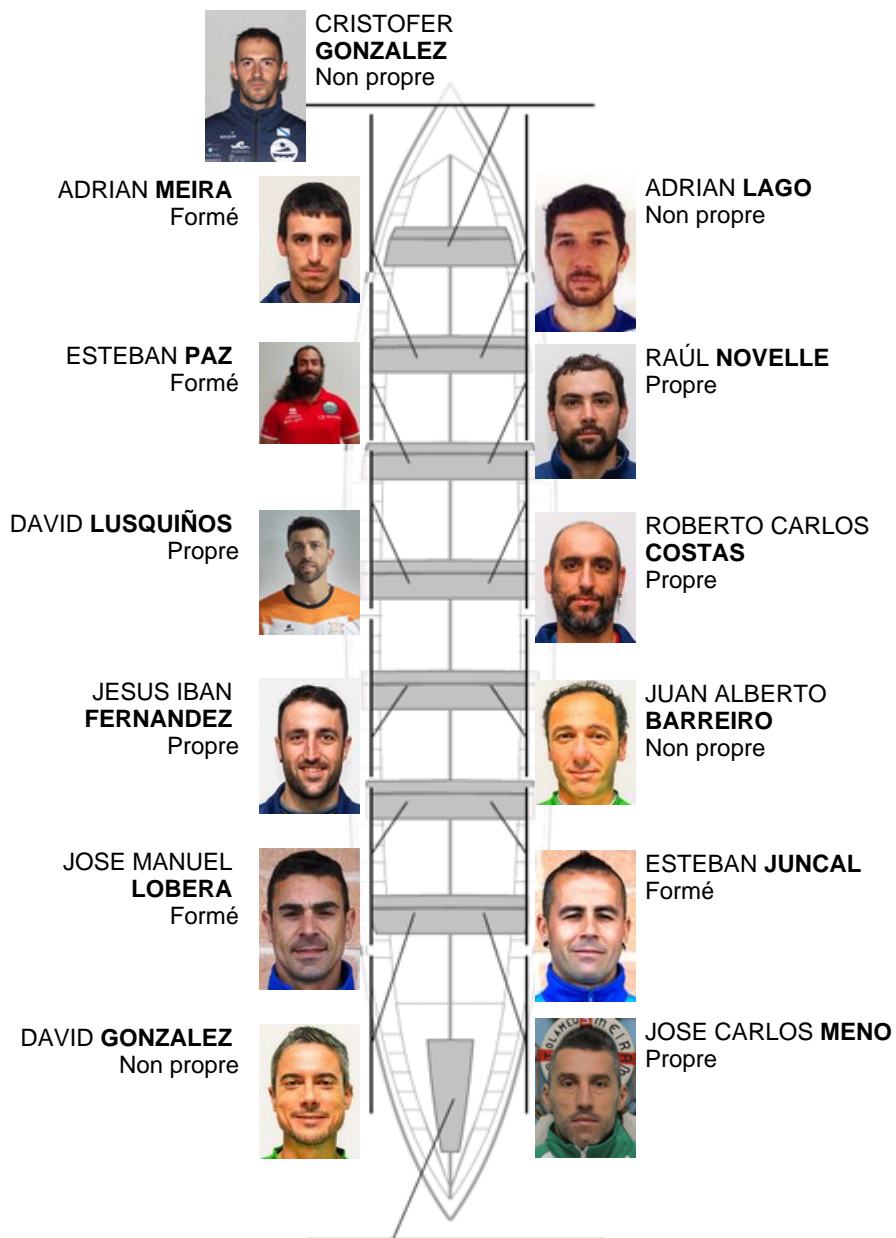 CRISTOFER
GONZALEZ
Non propre
ADRIAN MEIRA
Formé
ADRIAN LAGO
Non propre
ESTEBAN PAZ
Formé
RAÚL NOVELLE
Propre
DAVID LUSQUIÑOS
Propre
ROBERTO CARLOS
COSTAS
Propre
JESUS IBAN
FERNANDEZ
Propre
JUAN ALBERTO
BARREIRO
Non propre
JOSE MANUEL
LOBERA
Formé
ESTEBAN JUNCAL
Formé
DAVID GONZALEZ
Non propre
JOSE CARLOS MENO
Propre